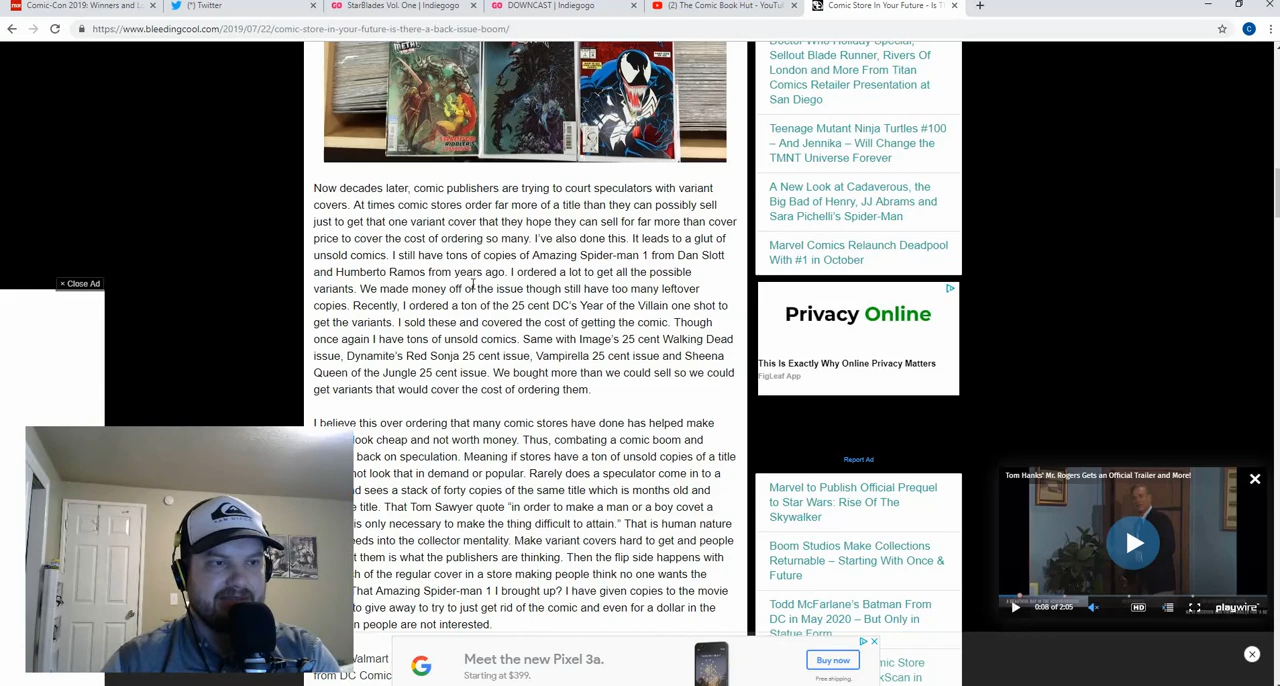 Comic-Con 2019: Winners and L
(*) Twitter
StarBlades Vol. One | Indiegogo
DOWNCAST | Indiegogo
(2) The Comic Book Hut - YouTu
Comic Store In Your Future - Is T
https://www.bleedingcool.com/2019/07/22/comic-store-in-your-future-is-there-a-back-issue-boom/
Now decades later, comic publishers are trying to court speculators with variant
covers. At times comic stores order far more of a title than they can possibly sell
just to get that one variant cover that they hope they can sell for far more than cover
price to cover the cost of ordering so many. I've also done this. It leads to a glut of
unsold comics. I still have tons of copies of Amazing Spider-man 1 from Dan Slott
and Humberto Ramos from years ago. I ordered a lot to get all the possible
variants. We made money off of the issue though still have too many leftover
copies. Recently, I ordered a ton of the 25 cent DC's Year of the Villain one shot to
get the variants. I sold these and covered the cost of getting the comic. Though
once again I have tons of unsold comics. Same with Image's 25 cent Walking Dead
issue, Dynamite's Red Sonja 25 cent issue, Vampirella 25 cent issue and Sheena
Queen of the Jungle 25 cent issue. We bought more than we could sell so we could
get variants that would cover the cost of ordering them.
I believe this over ordering that many comic stores have done has helped make
look cheap and not worth money. Thus, combating a comic boom and
back on speculation. Meaning if stores have a ton of unsold copies of a title
not look that in demand or popular. Rarely does a speculator come in to a
and sees a stack of forty copies of the same title which is months old and
title. That Tom Sawyer quote "in order to make a man or a boy covet a
is only necessary to make the thing difficult to attain." That is human nature
the collector mentality. Make variant covers hard to get and people
them is what the publishers are thinking. Then the flip side happens with
of the regular cover in a store making people think no one wants the
That Amazing Spider-man 1 I brought up? I have given copies to the movie
to give away to try to just get rid of the comic and even for a dollar in the
people are not interested.
Walmart
from DC Comic
Doctor Who Holiday Special,
Sellout Blade Runner, Rivers Of
London and More From Titan
Comics Retailer Presentation at
San Diego
Teenage Mutant Ninja Turtles #100
– And Jennika – Will Change the
TMNT Universe Forever
A New Look at Cadaverous, the
Big Bad of Henry, JJ Abrams and
Sara Pichelli's Spider-Man
Marvel Comics Relaunch Deadpool
With #1 in October
Privacy Online
This Is Exactly Why Online Privacy Matters
FigLeaf App
Report Ad
Marvel to Publish Official Prequel
to Star Wars: Rise Of The
Skywalker
Boom Studios Make Collections
Returnable – Starting With Once &
Future
Todd McFarlane's Batman From
DC in May 2020 – But Only in
Statue Form
mic Store
kScan in
× Close Ad
Tom Hanks' Mr. Rogers Gets an Official Trailer and More!
0:08 of 2:05
HD
playwire
Meet the new Pixel 3a.
Starting at $399.
Buy now
Free shipping.